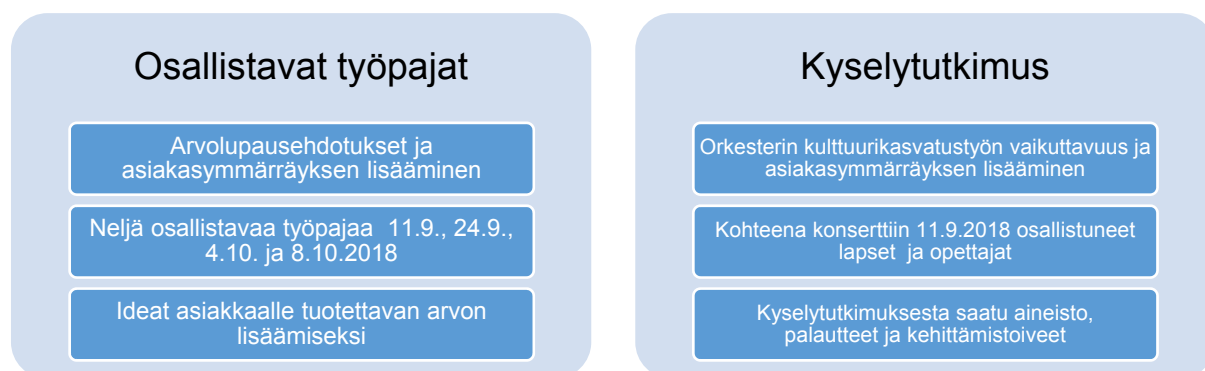 Osallistavat työpajat
Arvolupausehdotukset ja
asiakasymmärräyksen lisääminen
Neljä osallistavaa työpajaa 11.9., 24.9.,
4.10. ja 8.10.2018
Ideat asiakkaalle tuotettavan arvon
lisäämiseksi
Kyselytutkimus
Orkesterin kulttuurikasvatustyön vaikuttavuus ja
asiakasymmärräyksen lisääminen
Kohteena konserttiin 11.9.2018 osallistuneet
lapset ja opettajat
Kyselytutkimuksesta saatu aineisto,
palautteet ja kehittämistoiveet